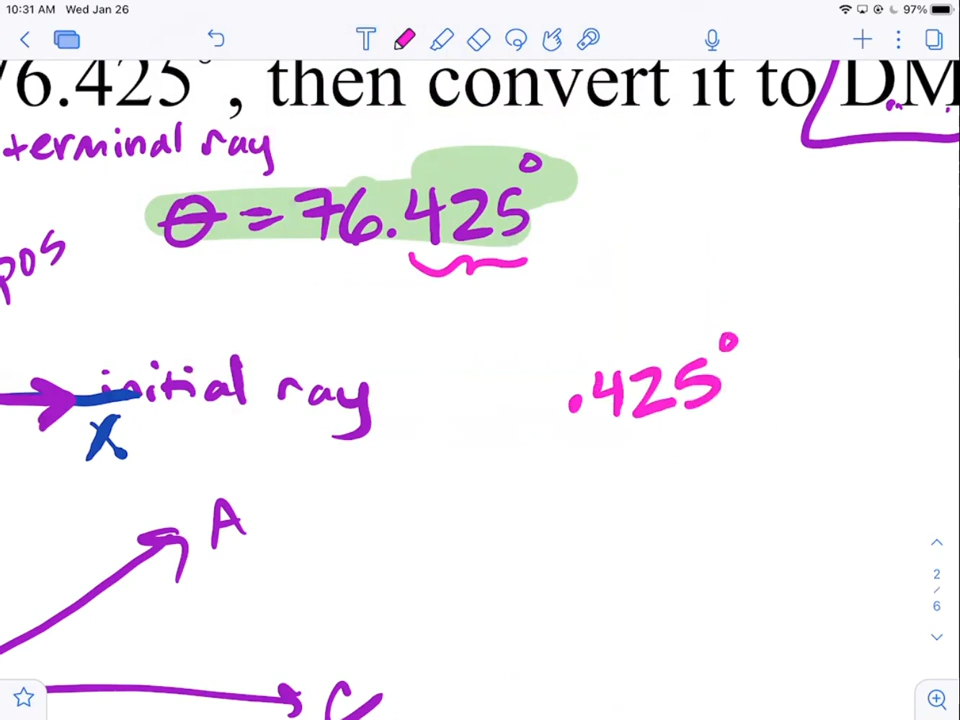 10:31 AM Wed Jan 26
97%
76.425°, then convert it to DM
terminal ray
θ = 76.425°
pos
initial ray
.425°
x
A
C
2
/
6